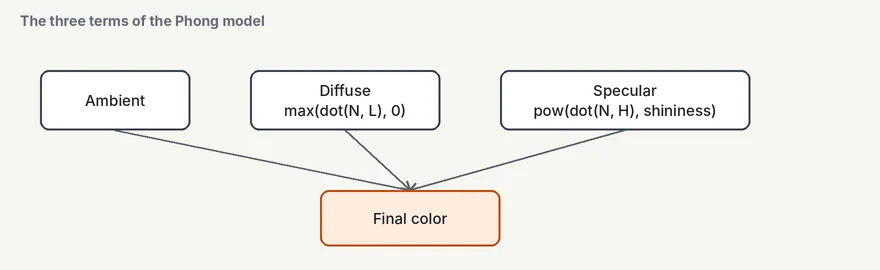 The three terms of the Phong model
Ambient
Diffuse
max(dot(N, L), 0)
Specular
pow(dot(N, H), shininess)
Final color